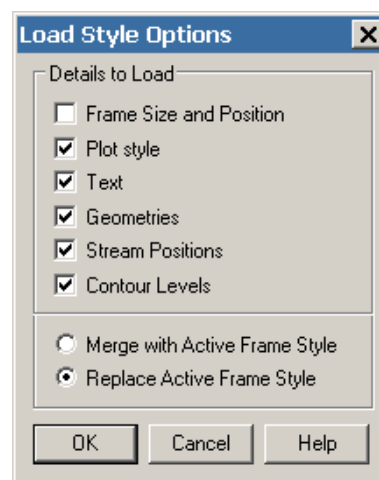 Load Style Options
Details to Load
Frame Size and Position
Plot style
Text
Geometries
Stream Positions
Contour Levels
Merge with Active Frame Style
Replace Active Frame Style
OK Cancel Help